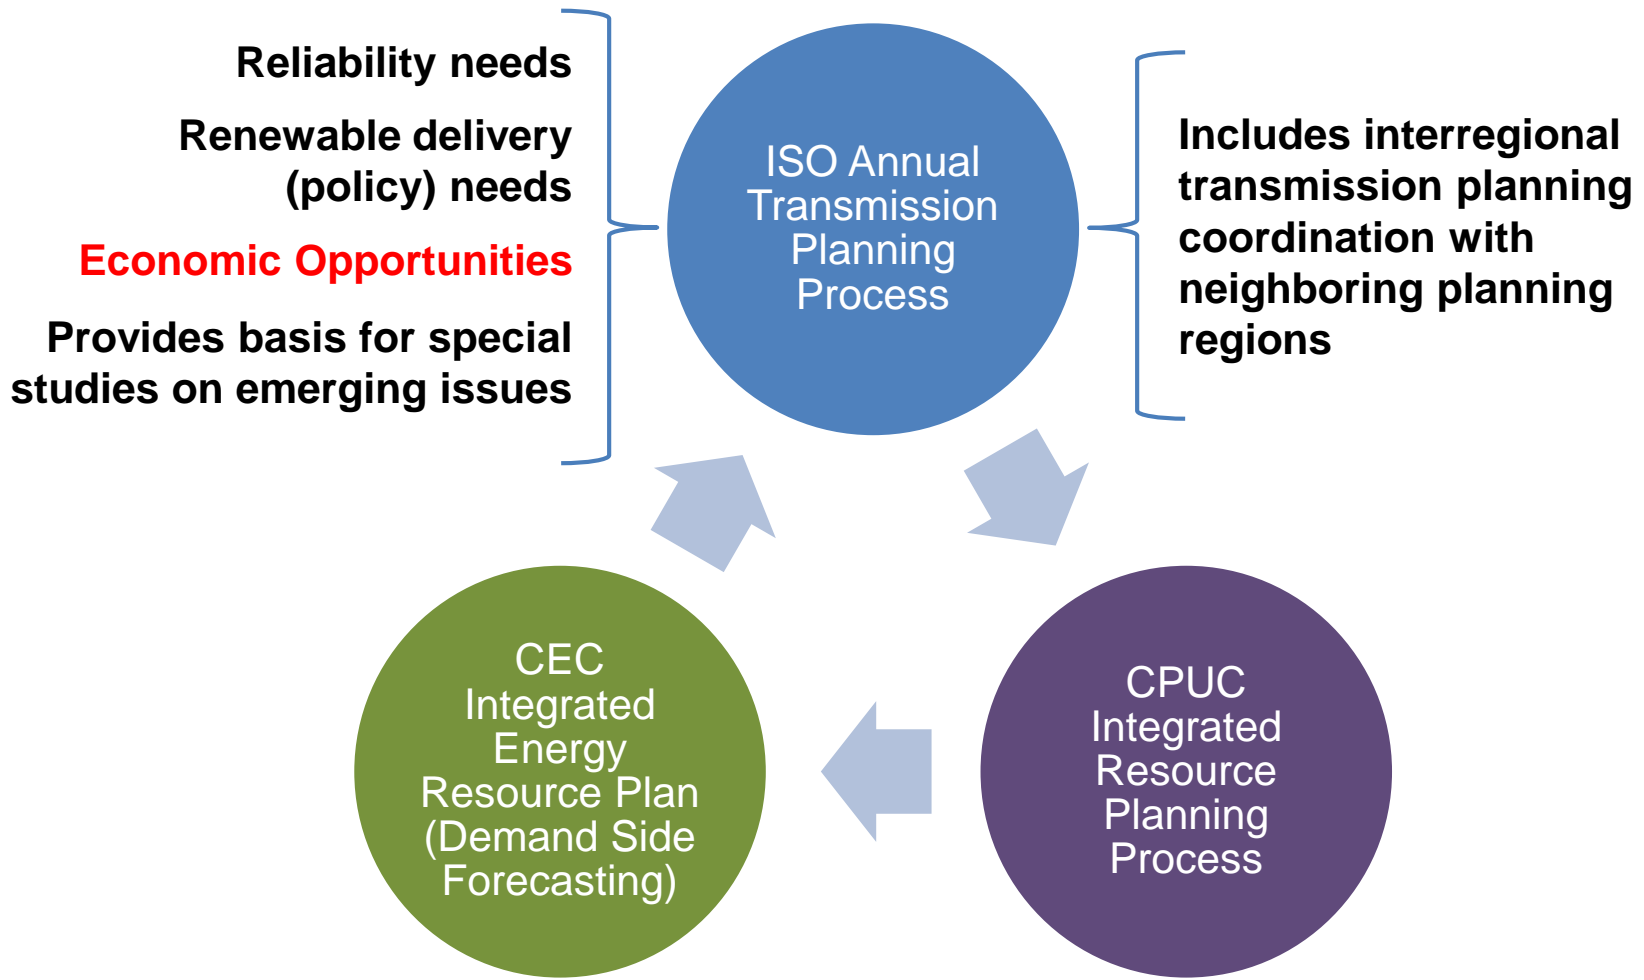 Reliability needs
Renewable delivery
(policy) needs
Economic Opportunities
Provides basis for special
studies on emerging issues
ISO Annual
Transmission
Planning
Process
Includes interregional
transmission planning
coordination with
neighboring planning
regions
CEC
Integrated
Energy
Resource Plan
(Demand Side
Forecasting)
CPUC
Integrated
Resource
Planning
Process